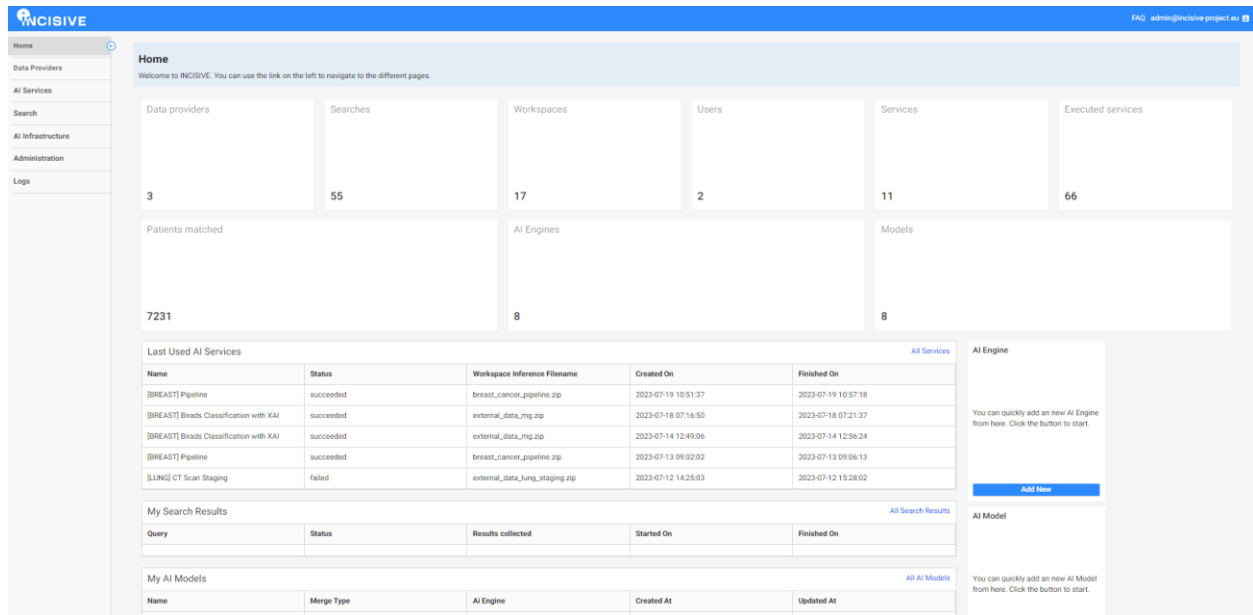 INCISIVE
FAQ admin@incisive-project.eu
Home
Data Providers
AI Services
Search
AI Infrastructure
Administration
Logs
Home
Welcome to INCISIVE. You can use the link on the left to navigate to the different pages.
Data providers Searches Workspaces Users Services Executed services
3 55 17 2 11 66
Patients matched AI Engines Models
7231 8 8
Last Used AI Services All Services
Name Status Workspace Inference Filename Created On Finished On
[BREAST] Pipeline succeeded breast_cancer_pipeline.zip 2023-07-19 10:51:37 2023-07-19 10:57:18
[BREAST] Birads Classification with XAI succeeded external_data_mg.zip 2023-07-18 07:16:50 2023-07-18 07:21:37
[BREAST] Birads Classification with XAI succeeded external_data_mg.zip 2023-07-14 12:49:06 2023-07-14 12:56:24
[BREAST] Pipeline succeeded breast_cancer_pipeline.zip 2023-07-13 09:02:02 2023-07-13 09:06:13
[LUNG] CT Scan Staging failed external_data_lung_staging.zip 2023-07-12 14:25:03 2023-07-12 15:28:02
AI Engine
You can quickly add an new AI Engine
from here. Click the button to start.
Add New
My Search Results All Search Results
Query Status Results collected Started On Finished On
My AI Models All AI Models
Name Merge Type Ai Engine Created At Updated At
AI Model
You can quickly add an new AI Model
from here. Click the button to start.